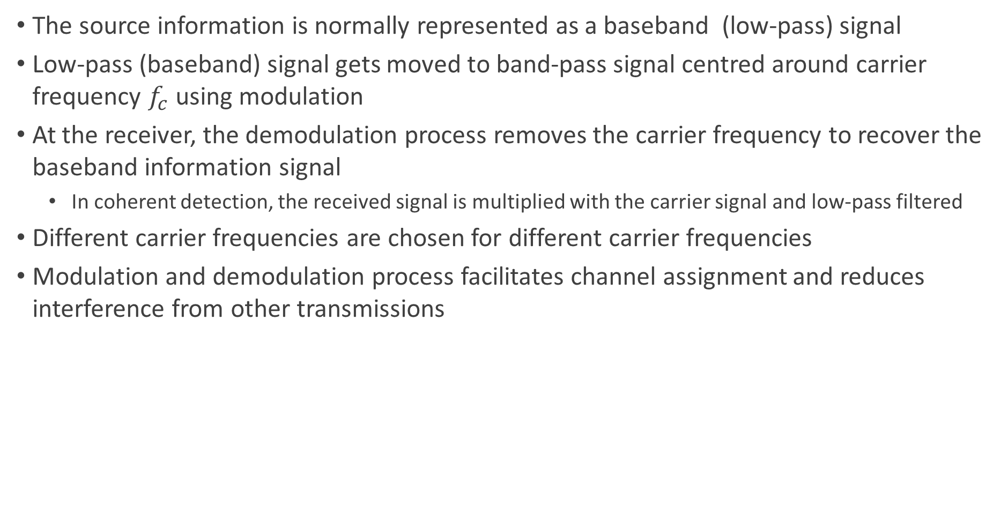 • The source information is normally represented as a baseband  (low-pass) signal
• Low-pass (baseband) signal gets moved to band-pass signal centred around carrier
frequency f_c using modulation
• At the receiver, the demodulation process removes the carrier frequency to recover the
baseband information signal
• In coherent detection, the received signal is multiplied with the carrier signal and low-pass filtered
• Different carrier frequencies are chosen for different carrier frequencies
• Modulation and demodulation process facilitates channel assignment and reduces
interference from other transmissions